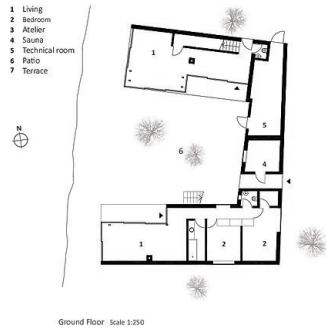 1 Living
2 Bedroom
3 Atelier
4 Sauna
5 Technical room
6 Patio
7 Terrace
N
1
5
4
6
1
2
2
Ground Floor Scale 1:250